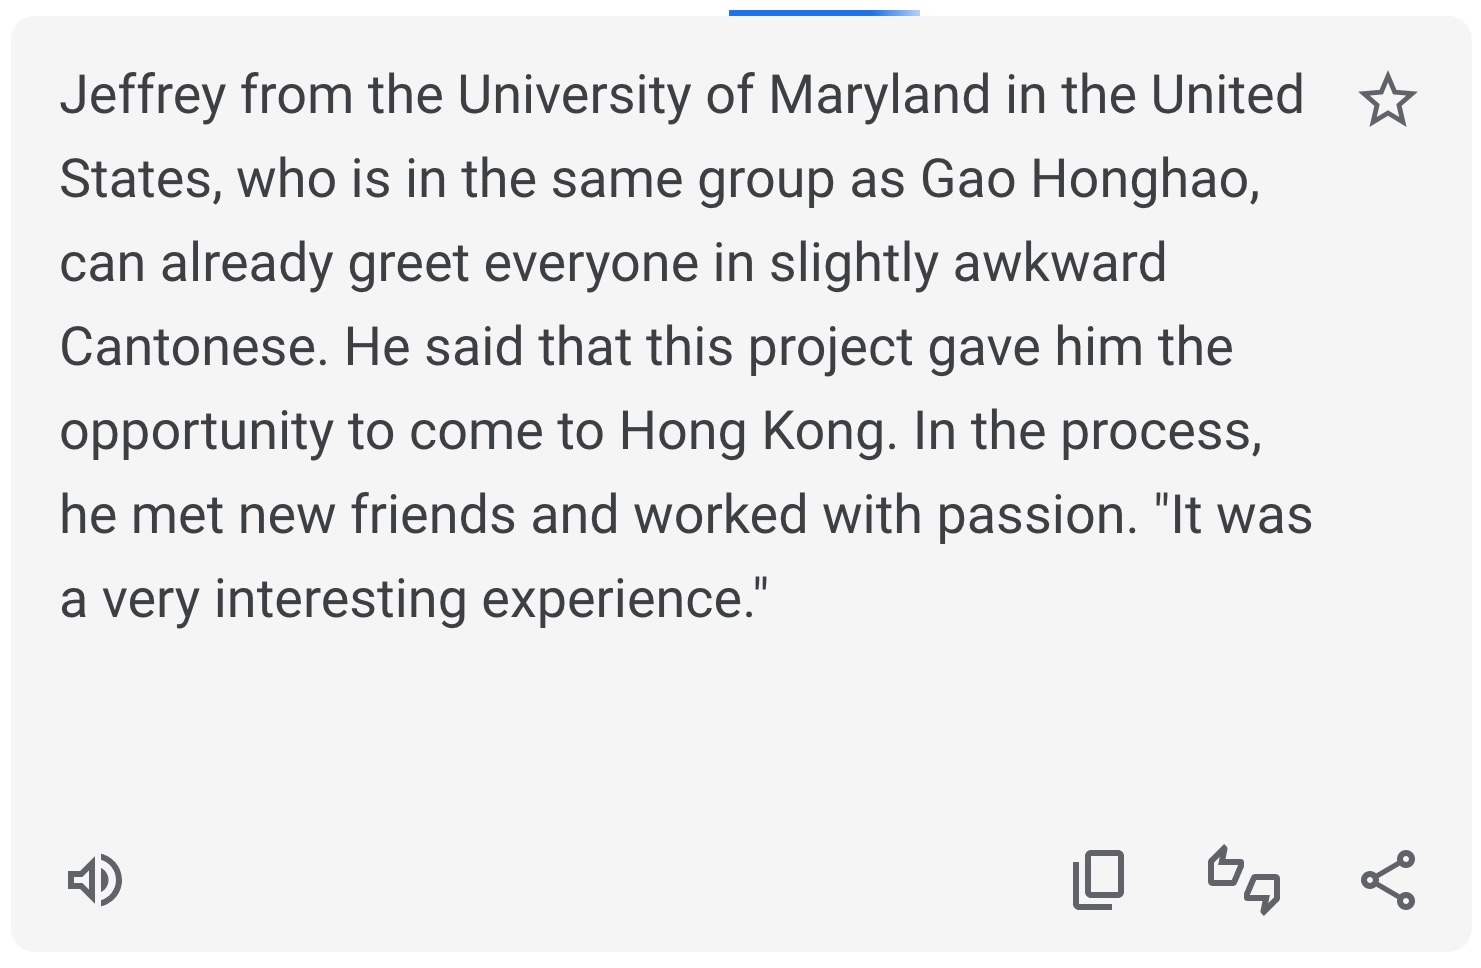 Jeffrey from the University of Maryland in the United
States, who is in the same group as Gao Honghao,
can already greet everyone in slightly awkward
Cantonese. He said that this project gave him the
opportunity to come to Hong Kong. In the process,
he met new friends and worked with passion. "It was
a very interesting experience."